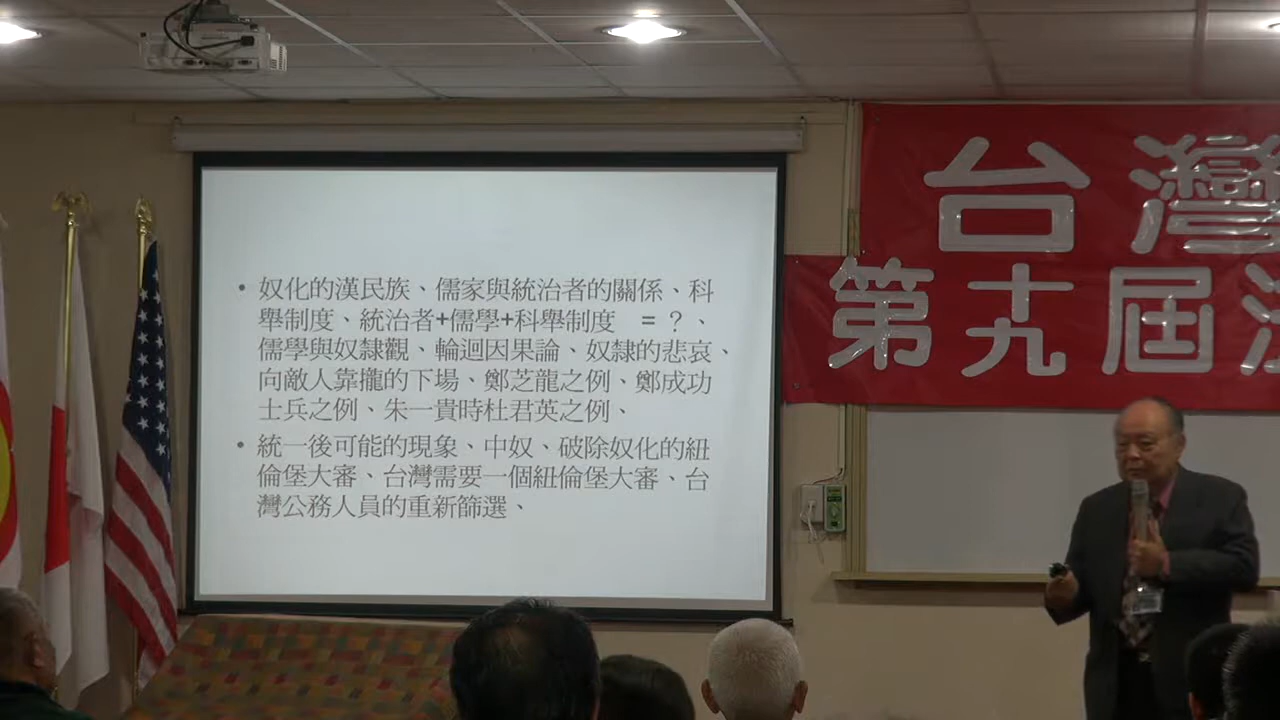 • 奴化的漢民族、儒家與統治者的關係、科
舉制度、統治者+儒學+科舉制度　= ？、
儒學與奴隸觀、輪迴因果論、奴隸的悲哀、
向敵人靠攏的下場、鄭芝龍之例、鄭成功
士兵之例、朱一貴時杜君英之例、
• 統一後可能的現象、中奴、破除奴化的紐
倫堡大審、台灣需要一個紐倫堡大審、台
灣公務人員的重新篩選、
台灣
第十九屆